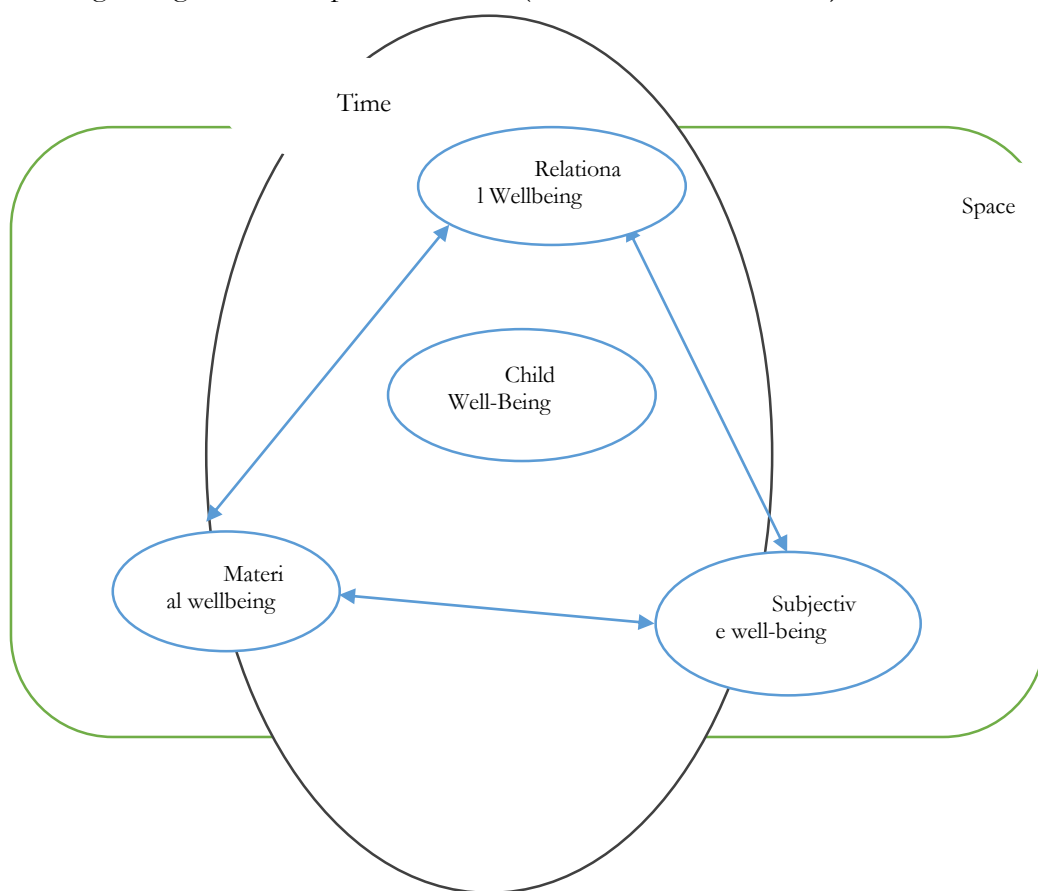 Time
Relationa
l Wellbeing
Space
Child
Well-Being
Materi
al wellbeing
Subjectiv
e well-being